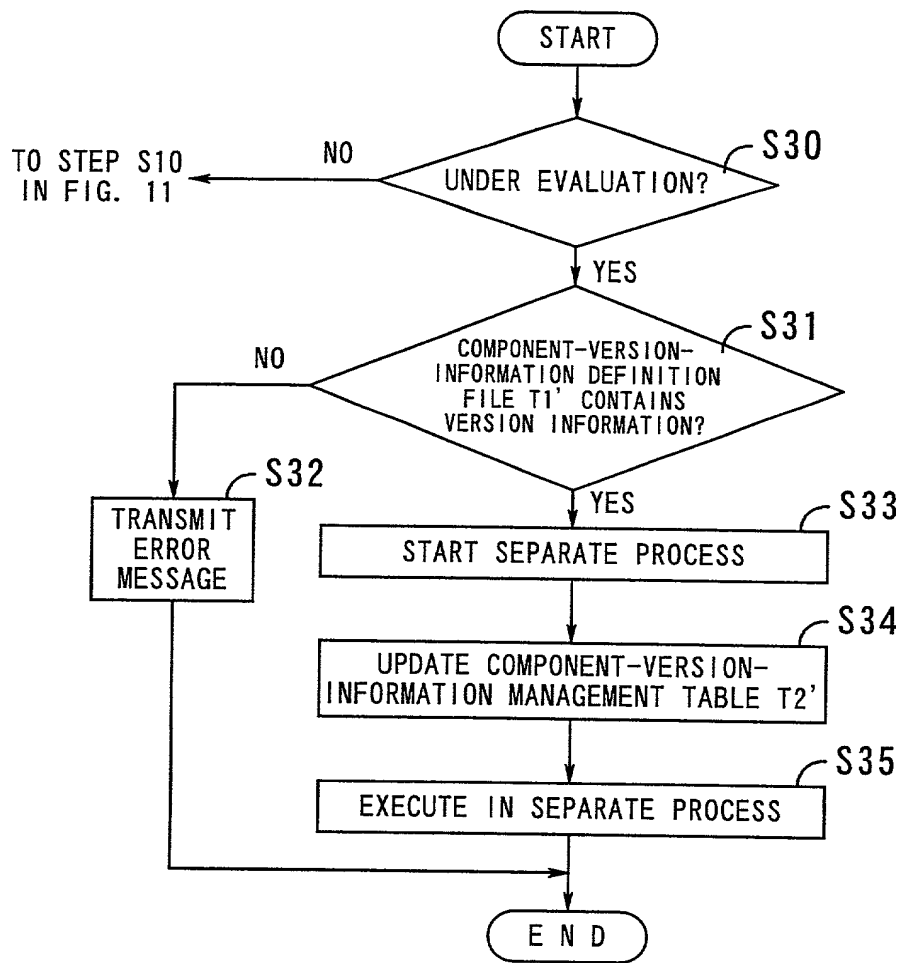 START
S30
UNDER EVALUATION?
NO
TO STEP S10
IN FIG. 11
YES
S31
COMPONENT-VERSION-
INFORMATION DEFINITION
FILE T1' CONTAINS
VERSION INFORMATION?
NO
S32
TRANSMIT
ERROR
MESSAGE
YES
S33
START SEPARATE PROCESS
S34
UPDATE COMPONENT-VERSION-
INFORMATION MANAGEMENT TABLE T2'
S35
EXECUTE IN SEPARATE PROCESS
END